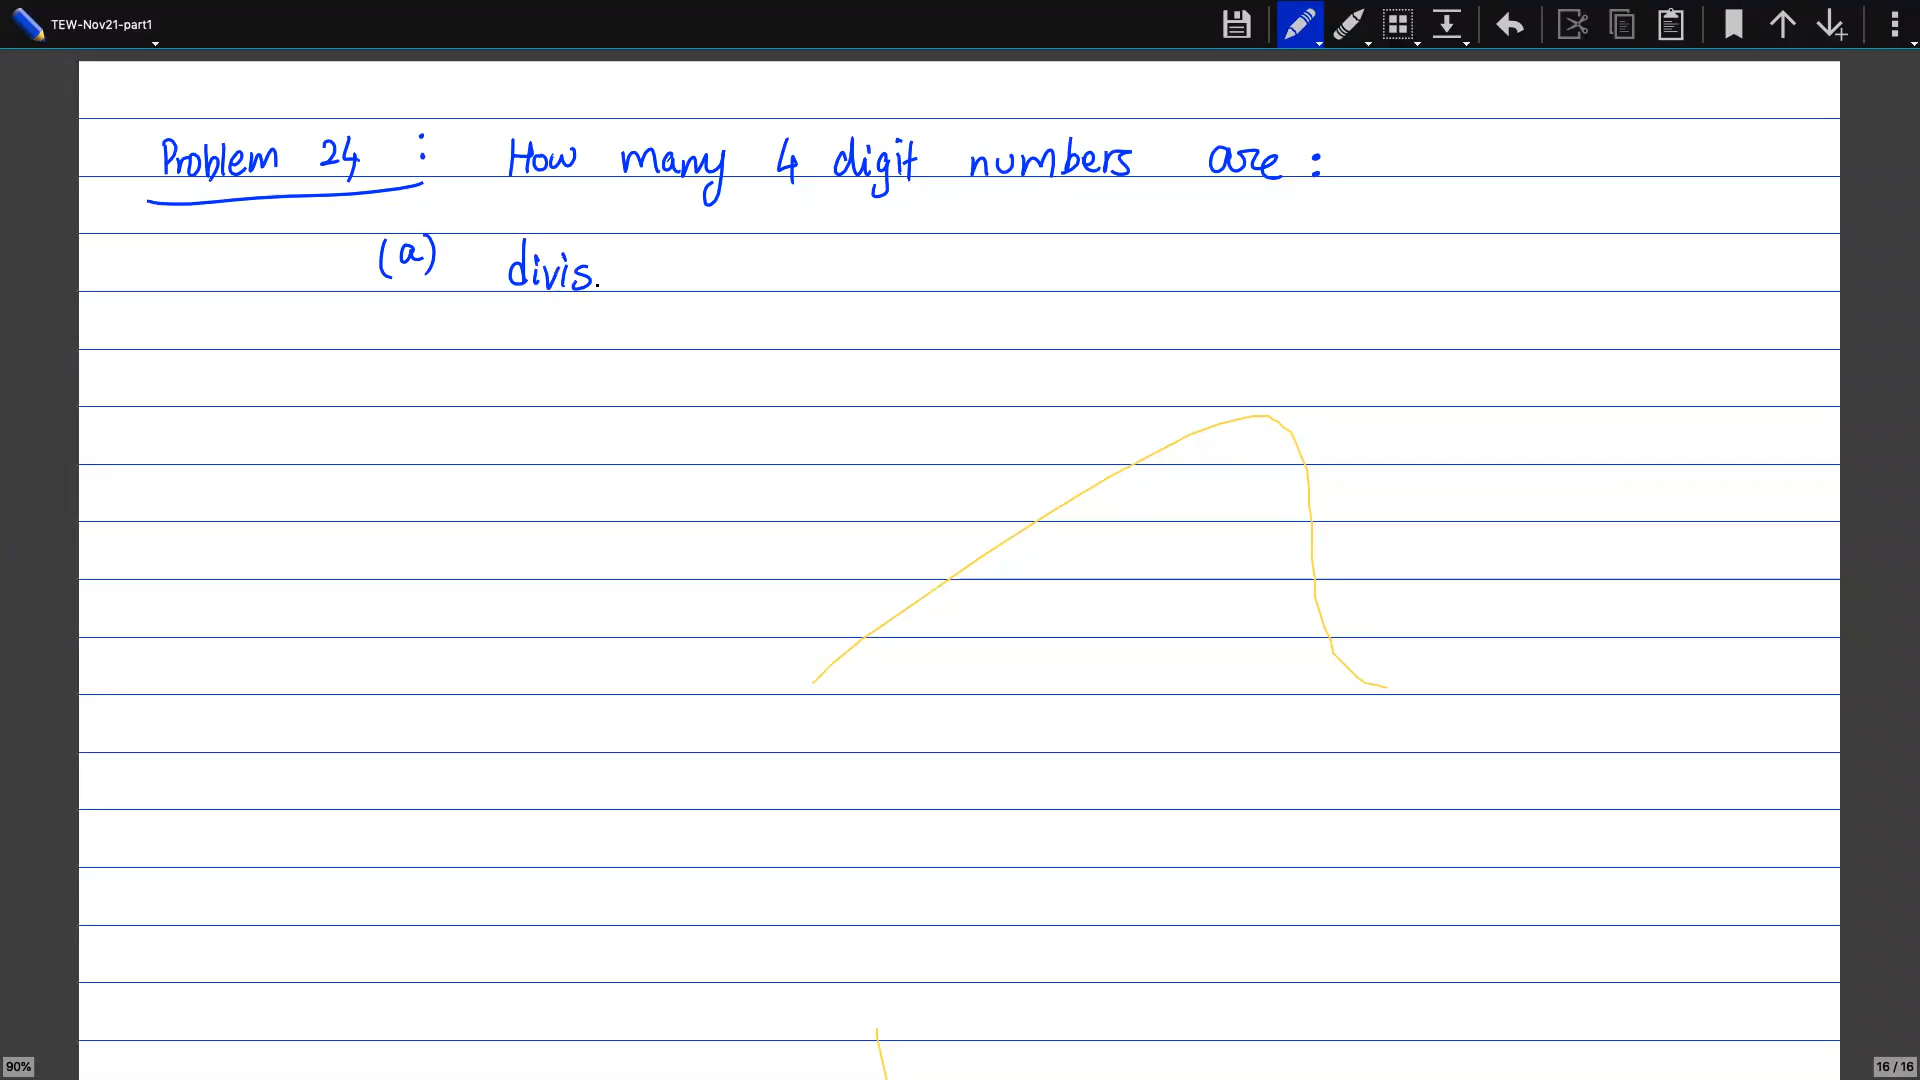 TEW-Nov21-part1
Problem 24 : How many 4 digit numbers are :
(a) divis.
90%
16 / 16